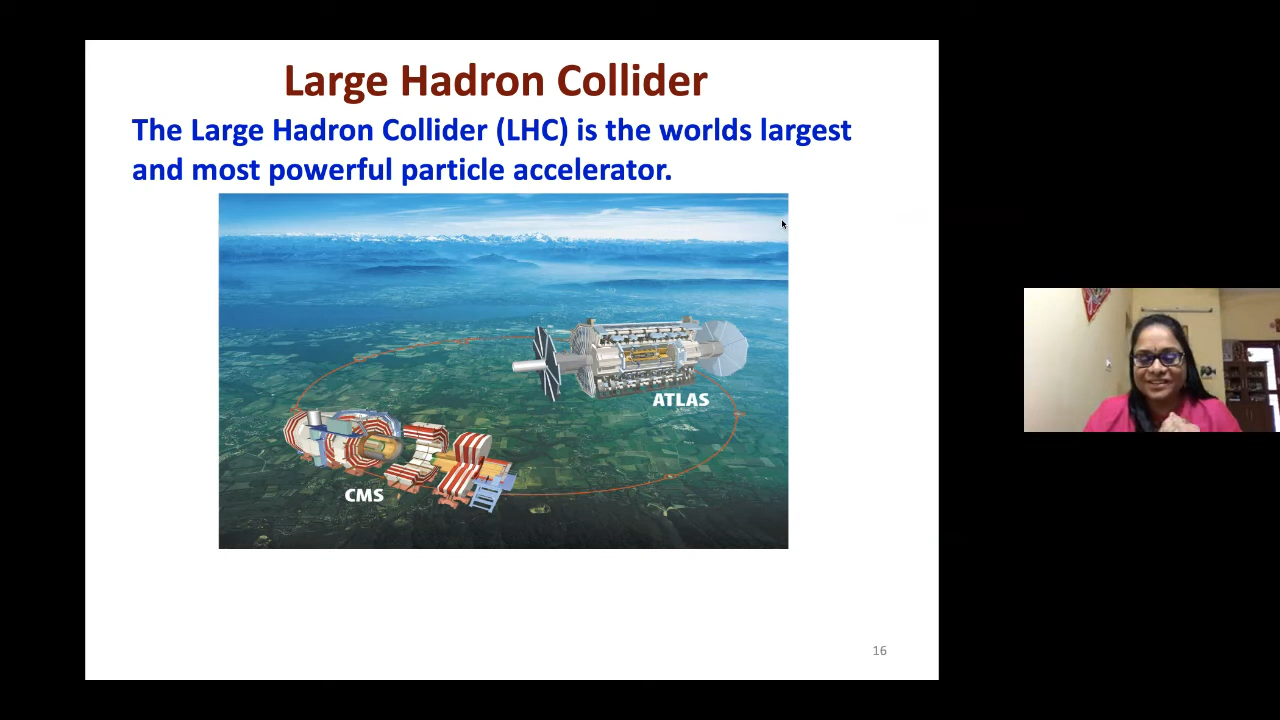 Large Hadron Collider
The Large Hadron Collider (LHC) is the worlds largest
and most powerful particle accelerator.
ATLAS
CMS
16